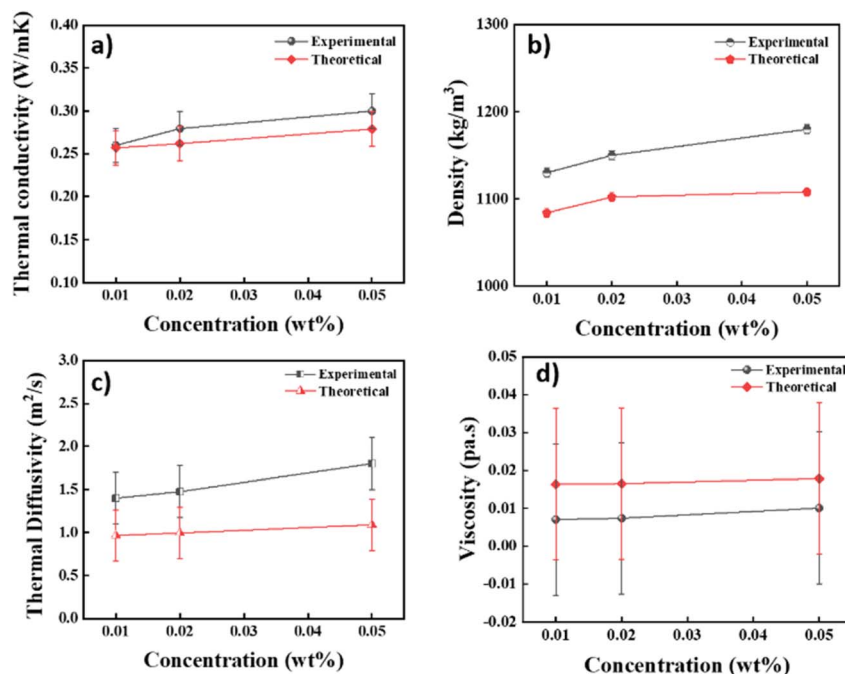 a)
Experimental
Theoretical
Thermal conductivity (W/mK)
0.40
0.35
0.30
0.25
0.20
0.15
0.10
0.01 0.02 0.03 0.04 0.05
Concentration (wt%)
b)
Experimental
Theoretical
Density (kg/m³)
1300
1200
1100
1000
0.01 0.02 0.03 0.04 0.05
Concentration (wt%)
c)
Experimental
Theoretical
Thermal Diffusivity (m²/s)
3.0
2.5
2.0
1.5
1.0
0.5
0.0
0.01 0.02 0.03 0.04 0.05
Concentration (wt%)
d)
Experimental
Theoretical
Viscosity (pa.s)
0.05
0.04
0.03
0.02
0.01
0.00
-0.01
-0.02
0.01 0.02 0.03 0.04 0.05
Concentration (wt%)